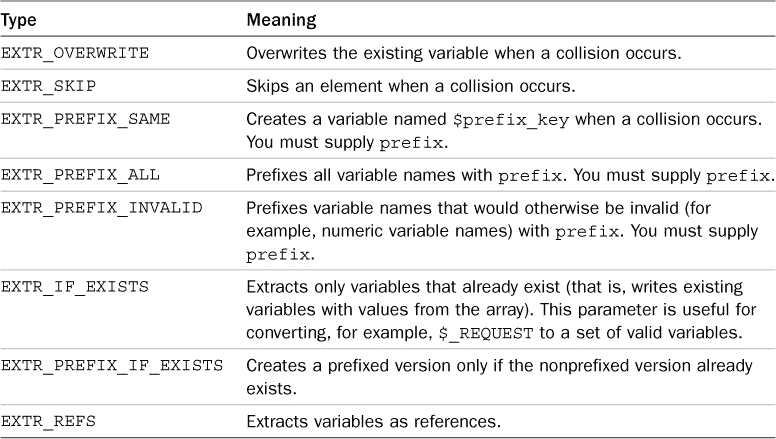 Type Meaning
EXTR_OVERWRITE Overwrites the existing variable when a collision occurs.
EXTR_SKIP Skips an element when a collision occurs.
EXTR_PREFIX_SAME Creates a variable named $prefix_key when a collision occurs.
You must supply prefix.
EXTR_PREFIX_ALL Prefixes all variable names with prefix. You must supply prefix.
EXTR_PREFIX_INVALID Prefixes variable names that would otherwise be invalid (for
example, numeric variable names) with prefix. You must supply
prefix.
EXTR_IF_EXISTS Extracts only variables that already exist (that is, writes existing
variables with values from the array). This parameter is useful for
converting, for example, $_REQUEST to a set of valid variables.
EXTR_PREFIX_IF_EXISTS Creates a prefixed version only if the nonprefixed version already
exists.
EXTR_REFS Extracts variables as references.